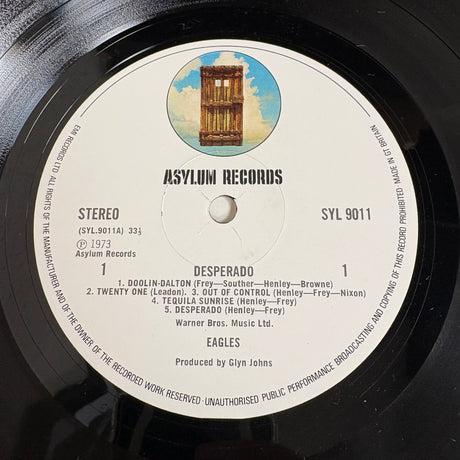 ASYLUM RECORDS
STEREO
SYL 9011
(SYL.9011A) 33⅓
Ⓟ 1973
Asylum Records
1
DESPERADO
1
1. DOOLIN-DALTON (Frey—Souther—Henley—Browne)
2. TWENTY ONE (Leadon). 3. OUT OF CONTROL (Henley—Frey—Nixon)
4. TEQUILA SUNRISE (Henley—Frey)
5. DESPERADO (Henley—Frey)
Warner Bros. Music Ltd.
EAGLES
Produced by Glyn Johns
EMI RECORDS LTD ALL RIGHTS OF THE MANUFACTURER AND OF THE OWNER OF THE RECORDED WORK RESERVED · UNAUTHORISED PUBLIC PERFORMANCE BROADCASTING AND COPYING OF THIS RECORD PROHIBITED MADE IN GT BRITAIN